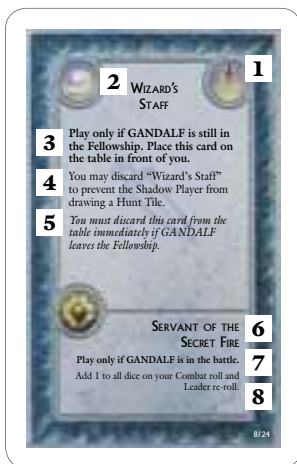 1
2 WIZARD'S
STAFF
3 Play only if GANDALF is still in
the Fellowship. Place this card on
the table in front of you.
4 You may discard “Wizard's Staff”
to prevent the Shadow Player from
drawing a Hunt Tile.
5 You must discard this card from the
table immediately if GANDALF
leaves the Fellowship.
SERVANT OF THE 6
SECRET FIRE
Play only if GANDALF is in the battle. 7
Add 1 to all dice on your Combat roll and
Leader re-roll. 8
8/24